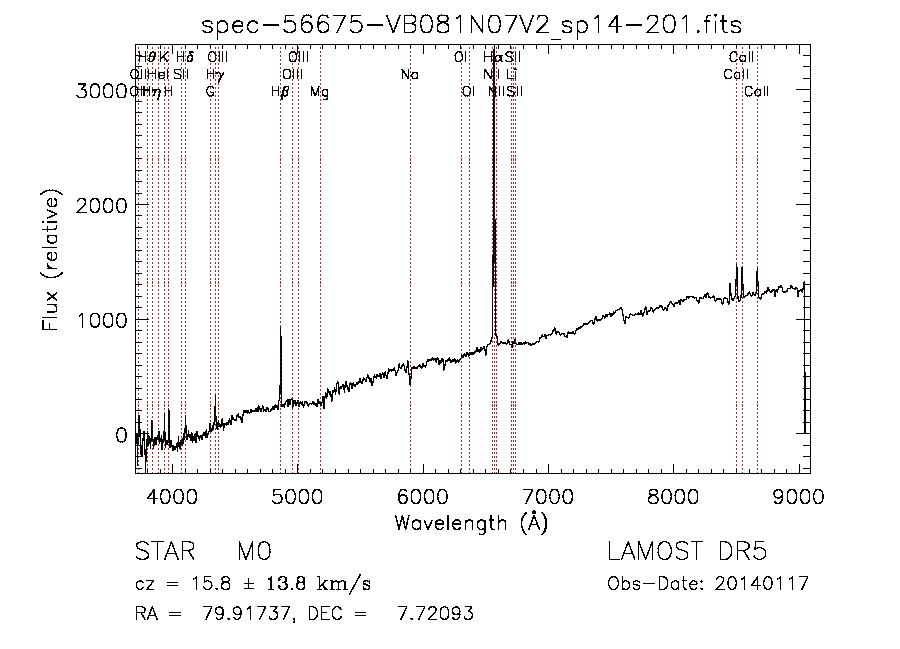 spec-56675-VB081N07V2_sp14-201.fits
Hθ K Hδ OIII OIII OI Hα SII CaII
OII HeI SII Hγ OIII Na NII Li CaII
OII Hη H G Hβ Mg OI NII SII CaII
3000
2000
1000
0
Flux (relative)
4000 5000 6000 7000 8000 9000
Wavelength (Å)
STAR M0 LAMOST DR5
cz = 15.8 ± 13.8 km/s Obs-Date: 20140117
RA = 79.91737, DEC = 7.72093